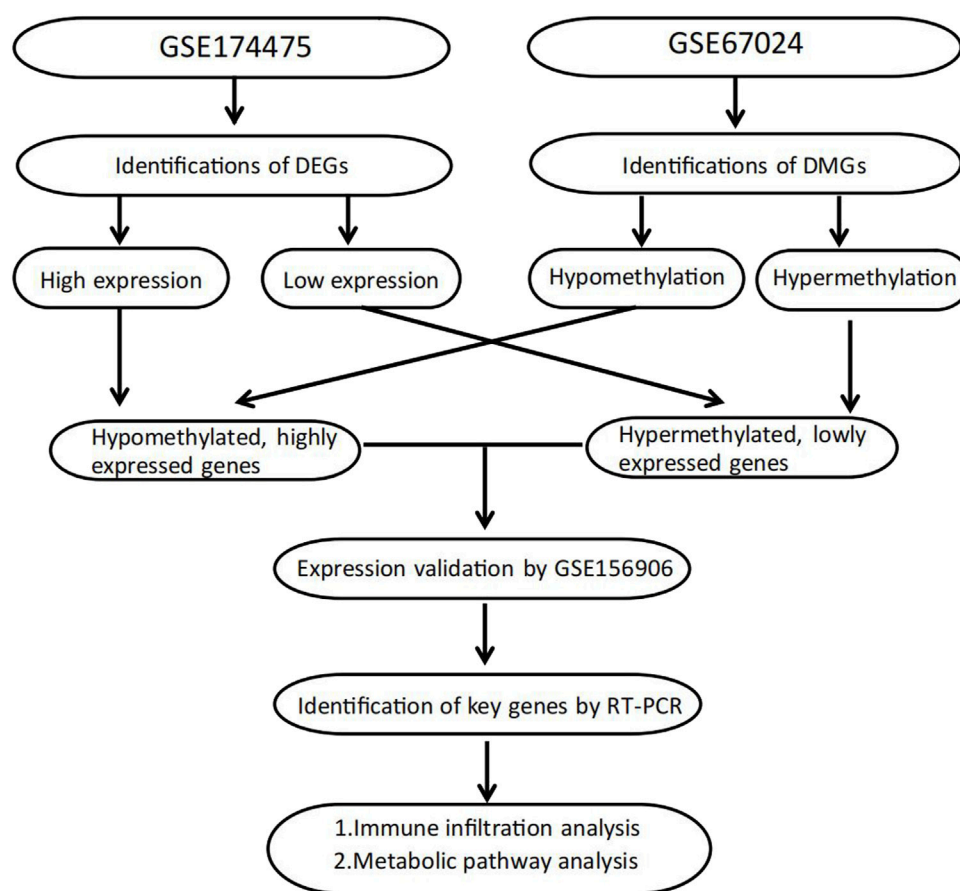 GSE174475
GSE67024
Identifications of DEGs
Identifications of DMGs
High expression
Low expression
Hypomethylation
Hypermethylation
Hypomethylated, highly
expressed genes
Hypermethylated, lowly
expressed genes
Expression validation by GSE156906
Identification of key genes by RT-PCR
1.Immune infiltration analysis
2.Metabolic pathway analysis